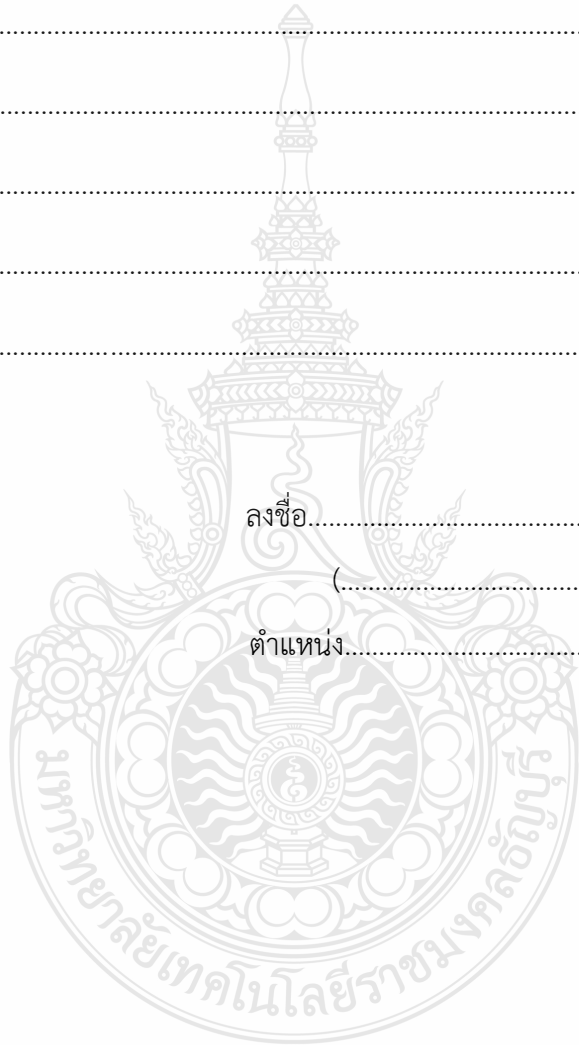 ................................................................................
................................................................................
................................................................................
................................................................................
................................................................................
ลงชื่อ........................................
(...................................
ตำแหน่ง...................................
มหาวิทยาลัยเทคโนโลยีราชมงคลธัญบุรี